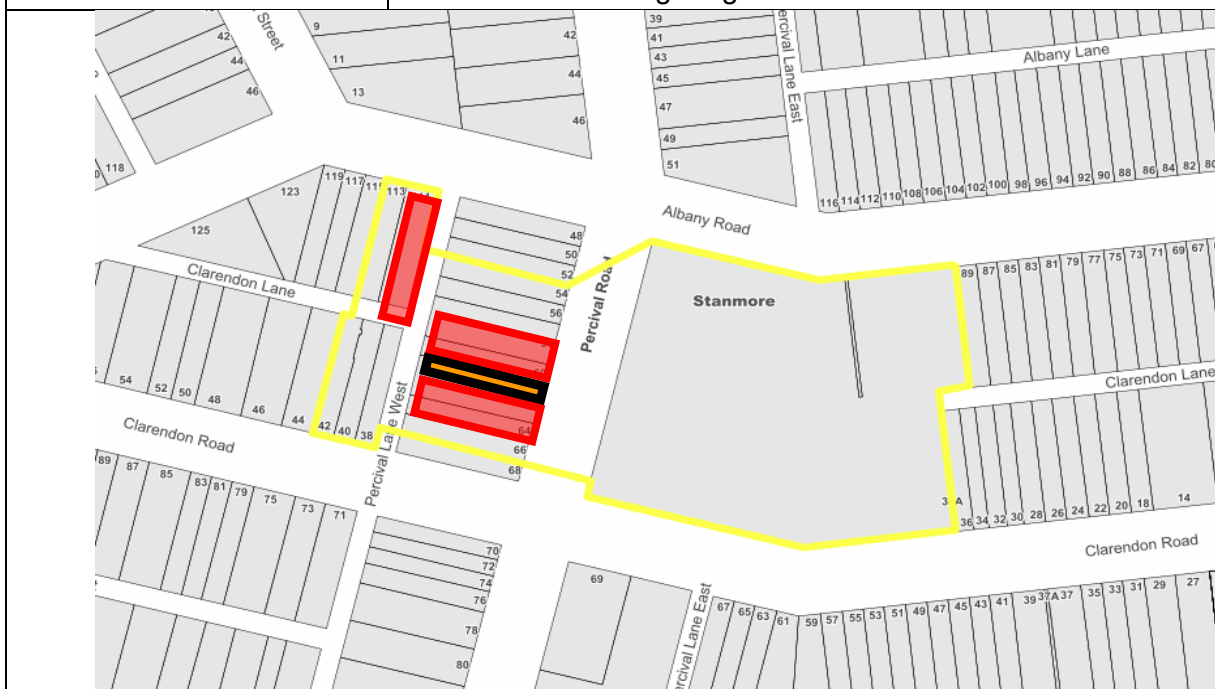 Street
42
44
46
118
9
11
13
42
44
46
39
41
43
45
47
49
51
Percival Lane East
Albany Lane
116 114 112 110 108 106 104 102 100 98 96 94 92 90 88 86 84 82 80
123
119 117 115 113
125
Clarendon Lane
Albany Road
48
50
52
54
56
Percival Road
Stanmore
64
66
68
89 87 85 83 81 79 77 75 73 71 69 67
Clarendon Lane
54 52 50 48 46 44 42 40 38
Clarendon Road
Percival Lane West
36 34 32 30 28 26 24 22 20 18 14
Clarendon Road
89 87 85 83 81 79 75 73 71
70
72
74
76
78
80
69
Percival Lane East
67 65 63 61 59 57 55 53 51 49 47 45 43 41 39 37A 37 35 33 31 29 27